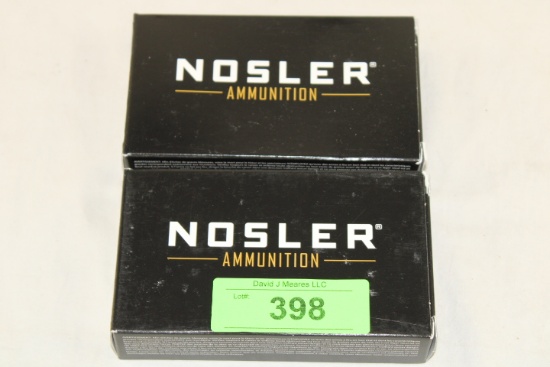 NOSLER®
AMMUNITION
NOSLER®
AMMUNITION
David J Meares LLC
Lot#:
398